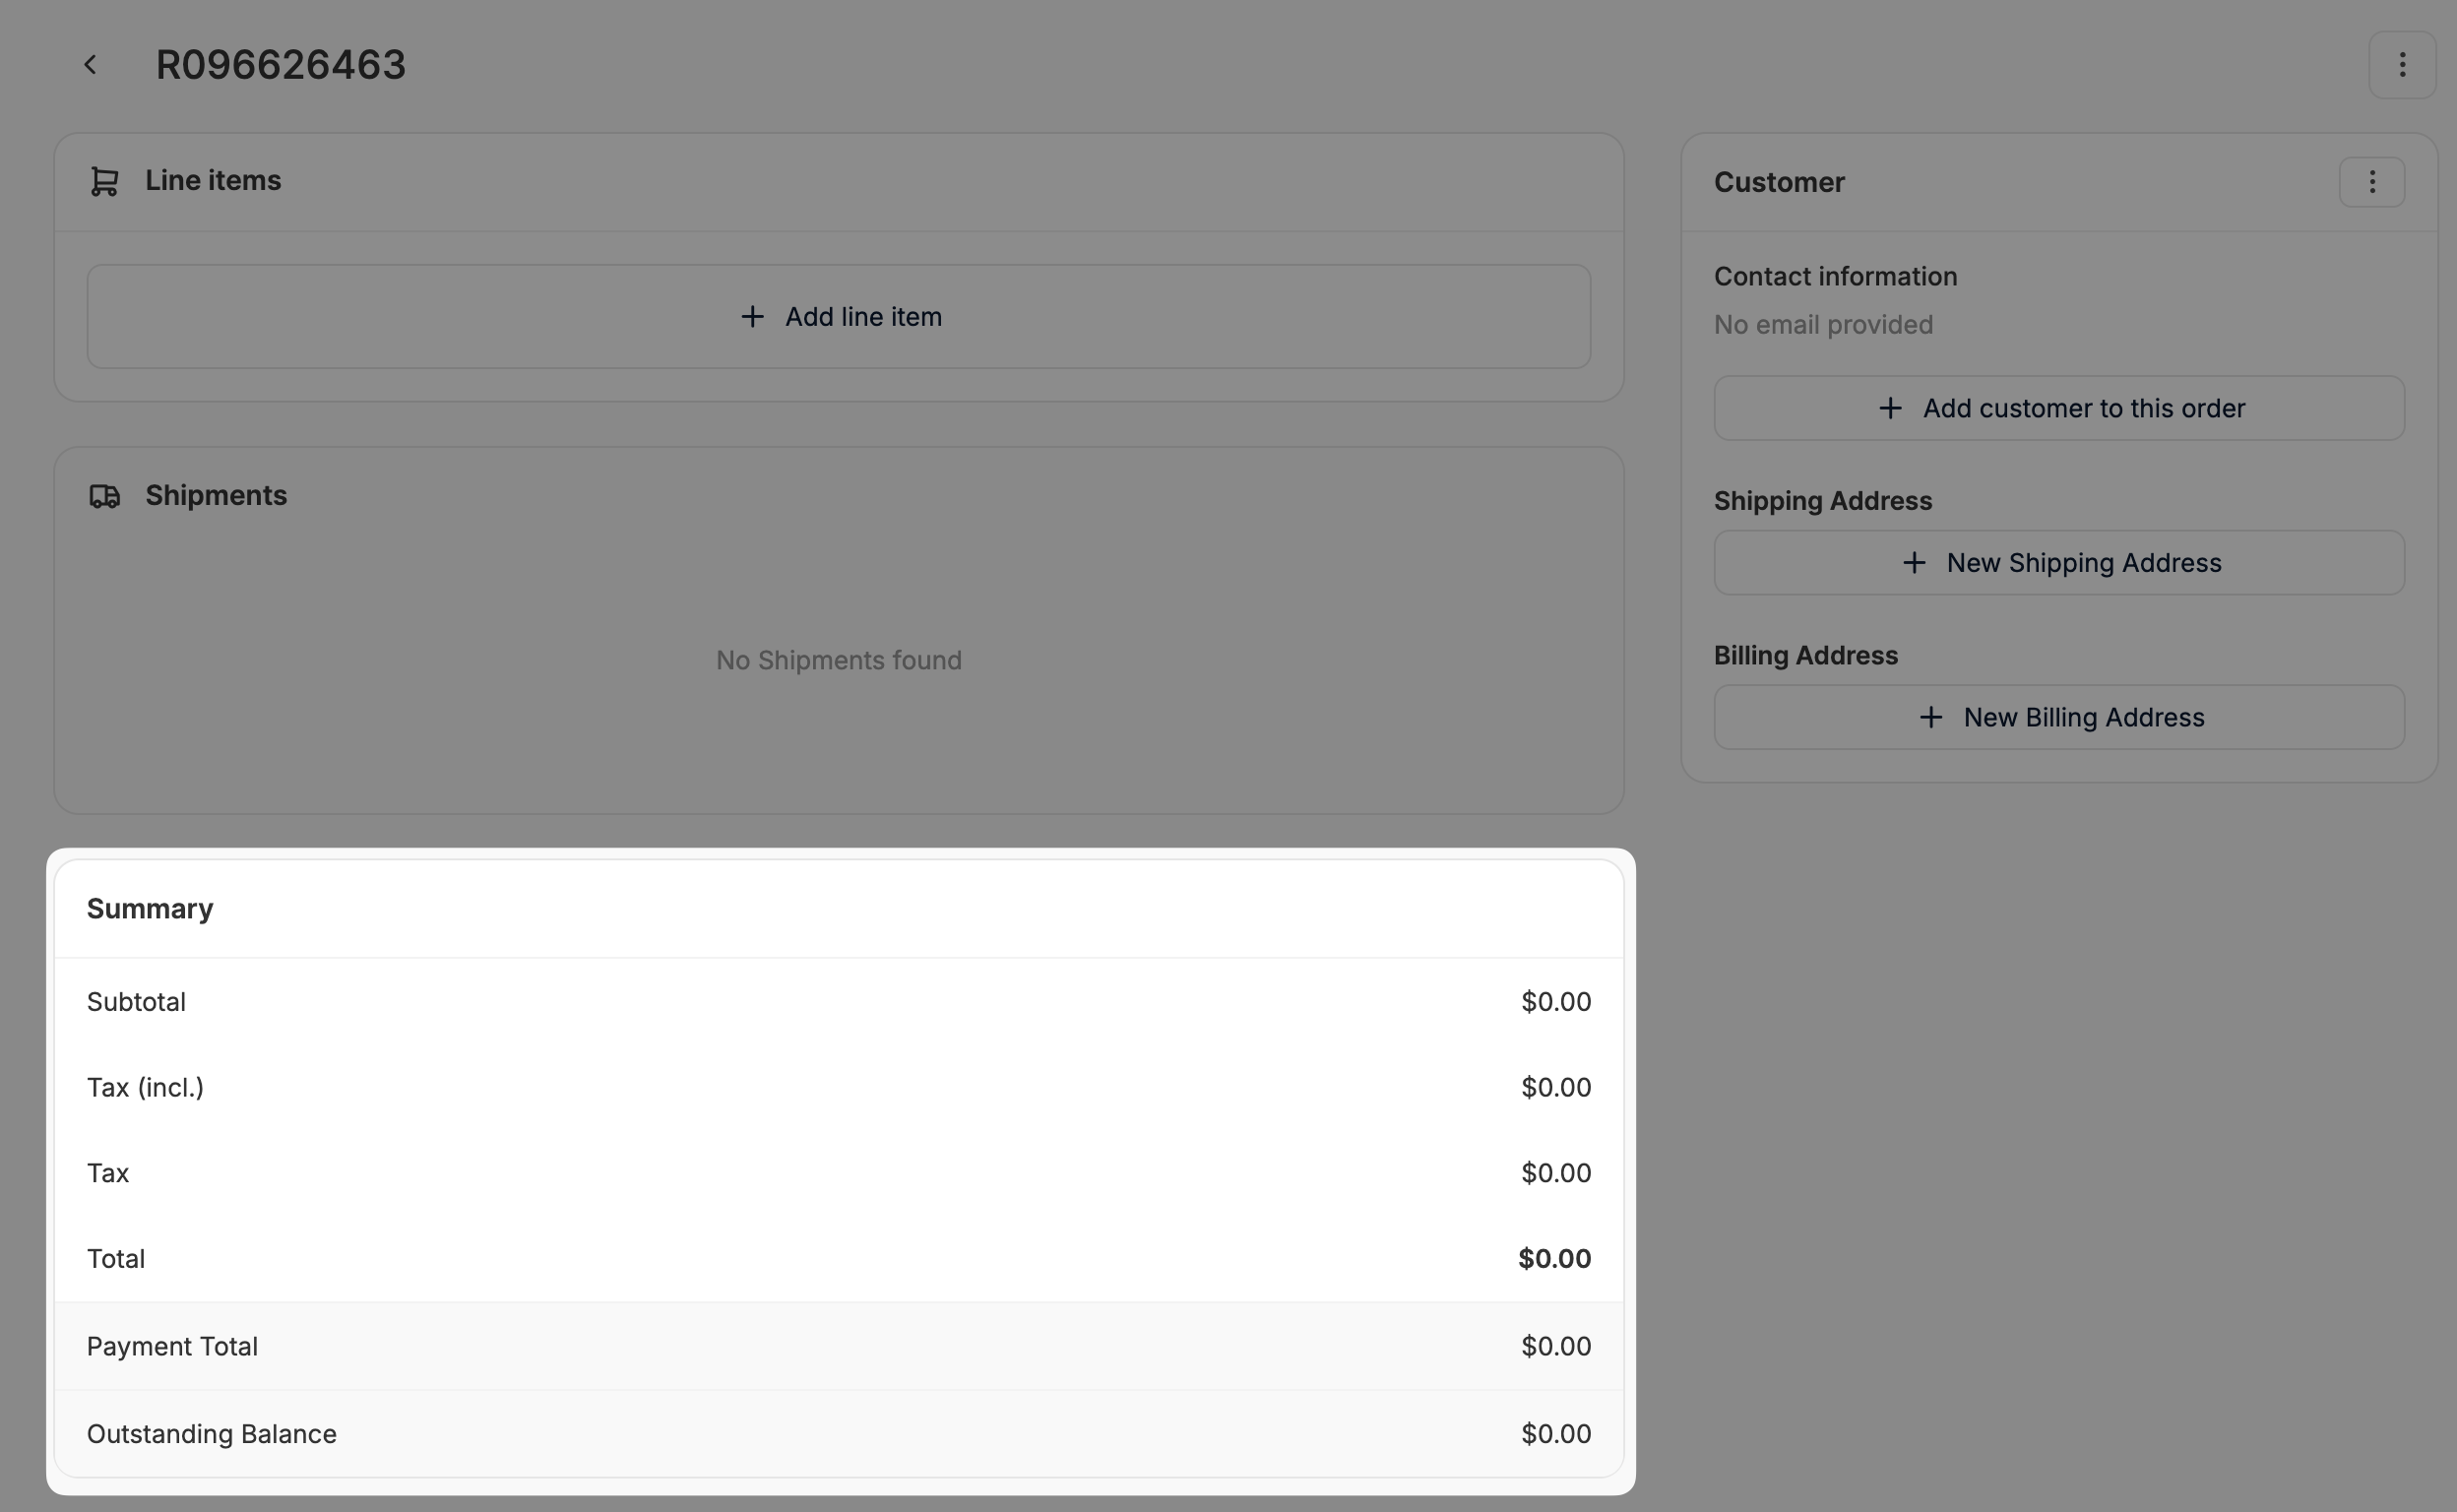 R096626463
Line items
Add line item
Shipments
No Shipments found
Customer
Contact information
No email provided
Add customer to this order
Shipping Address
New Shipping Address
Billing Address
New Billing Address
Summary
Subtotal $0.00
Tax (incl.) $0.00
Tax $0.00
Total $0.00
Payment Total $0.00
Outstanding Balance $0.00